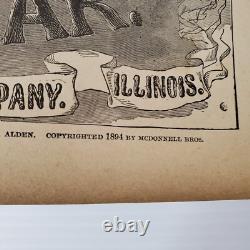 AR.
PANY. ILLINOIS.
ALDEN. COPYRIGHTED 1894 BY MCDONNELL BROS.